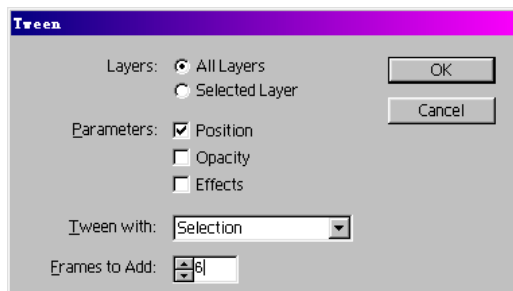 Tween
Layers: All Layers OK
Selected Layer Cancel
Parameters: Position
Opacity
Effects
Tween with: Selection
Frames to Add: 6